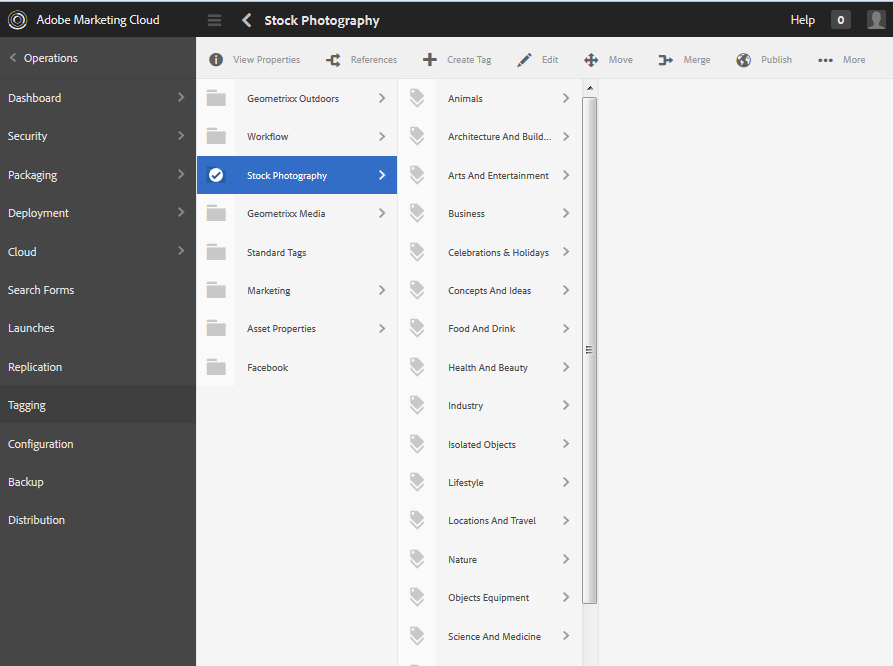 Adobe Marketing Cloud
Stock Photography
Help
0
Operations
View Properties
References
Create Tag
Edit
Move
Merge
Publish
More
Dashboard
Security
Packaging
Deployment
Cloud
Search Forms
Launches
Replication
Tagging
Configuration
Backup
Distribution
Geometrixx Outdoors
Workflow
Stock Photography
Geometrixx Media
Standard Tags
Marketing
Asset Properties
Facebook
Animals
Architecture And Build...
Arts And Entertainment
Business
Celebrations & Holidays
Concepts And Ideas
Food And Drink
Health And Beauty
Industry
Isolated Objects
Lifestyle
Locations And Travel
Nature
Objects Equipment
Science And Medicine